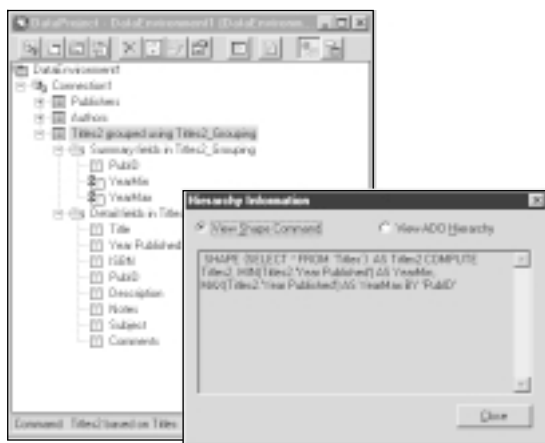 DataProject - DataEnvironment1 (DataEnvironm...
DataEnvironment1
Connection1
Publishers
Authors
Titles2 grouped using Titles2_Grouping
Summary fields in Titles2_Grouping
PubID
YearMin
YearMax
Detail fields in Titles
Title
Year Published
ISBN
PubID
Description
Notes
Subject
Comments
Command: Titles2 based on Titles
Hierarchy Information
View Shape Command
View ADO Hierarchy
SHAPE {SELECT * FROM `Titles`} AS Titles2 COMPUTE
Titles2, MIN(Titles2.'Year Published') AS YearMin,
MAX(Titles2.'Year Published') AS YearMax BY 'PubID'
Close